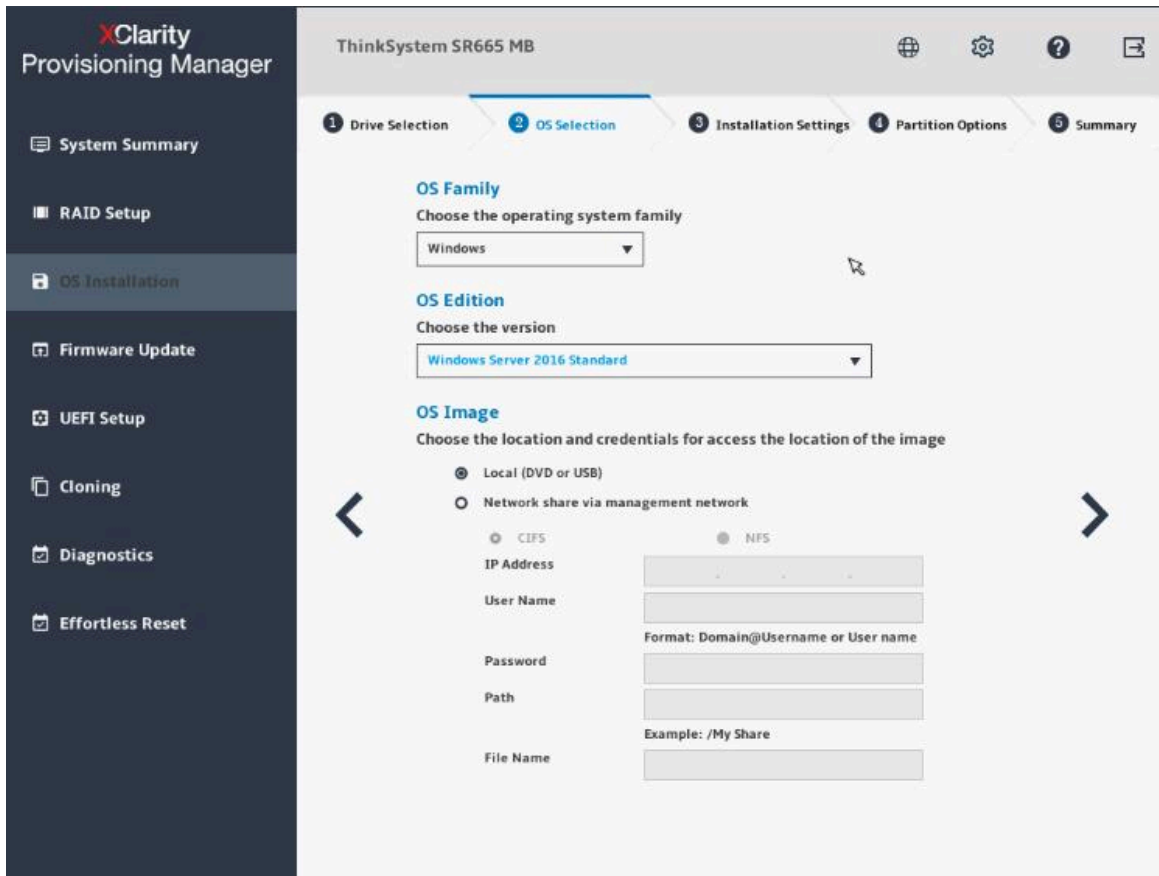 XClarity
Provisioning Manager
System Summary
RAID Setup
OS Installation
Firmware Update
UEFI Setup
Cloning
Diagnostics
Effortless Reset
ThinkSystem SR665 MB
1 Drive Selection
2 OS Selection
3 Installation Settings
4 Partition Options
5 Summary
OS Family
Choose the operating system family
Windows
OS Edition
Choose the version
Windows Server 2016 Standard
OS Image
Choose the location and credentials for access the location of the image
Local (DVD or USB)
Network share via management network
CIFS NFS
IP Address . . .
User Name
Format: Domain@Username or User name
Password
Path
Example: /My Share
File Name